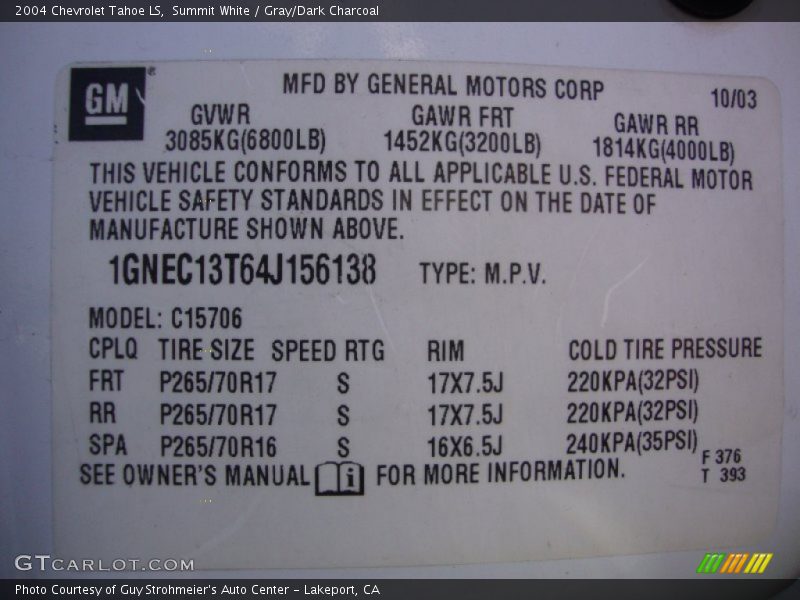 2004 Chevrolet Tahoe LS, Summit White / Gray/Dark Charcoal
GM®
MFD BY GENERAL MOTORS CORP
10/03
GVWR GAWR FRT GAWR RR
3085KG(6800LB) 1452KG(3200LB) 1814KG(4000LB)
THIS VEHICLE CONFORMS TO ALL APPLICABLE U.S. FEDERAL MOTOR
VEHICLE SAFETY STANDARDS IN EFFECT ON THE DATE OF
MANUFACTURE SHOWN ABOVE.
1GNEC13T64J156138 TYPE: M.P.V.
MODEL: C15706
CPLQ TIRE SIZE SPEED RTG RIM COLD TIRE PRESSURE
FRT P265/70R17 S 17X7.5J 220KPA(32PSI)
RR P265/70R17 S 17X7.5J 220KPA(32PSI)
SPA P265/70R16 S 16X6.5J 240KPA(35PSI)
F 376
SEE OWNER'S MANUAL i FOR MORE INFORMATION.
T 393
GTCARLOT.COM
Photo Courtesy of Guy Strohmeier's Auto Center - Lakeport, CA